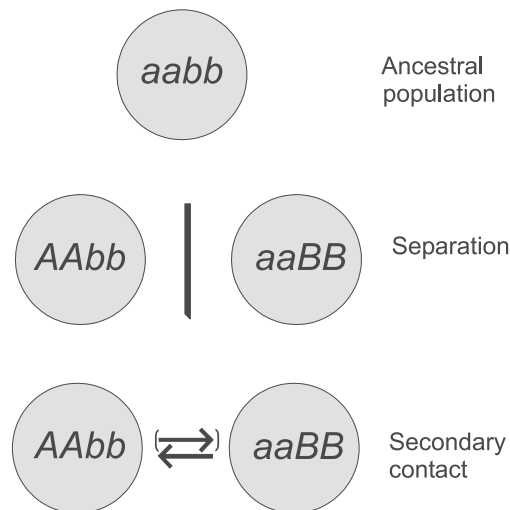 aabb
Ancestral
population
AAbb
aaBB
Separation
AAbb
aaBB
Secondary
contact